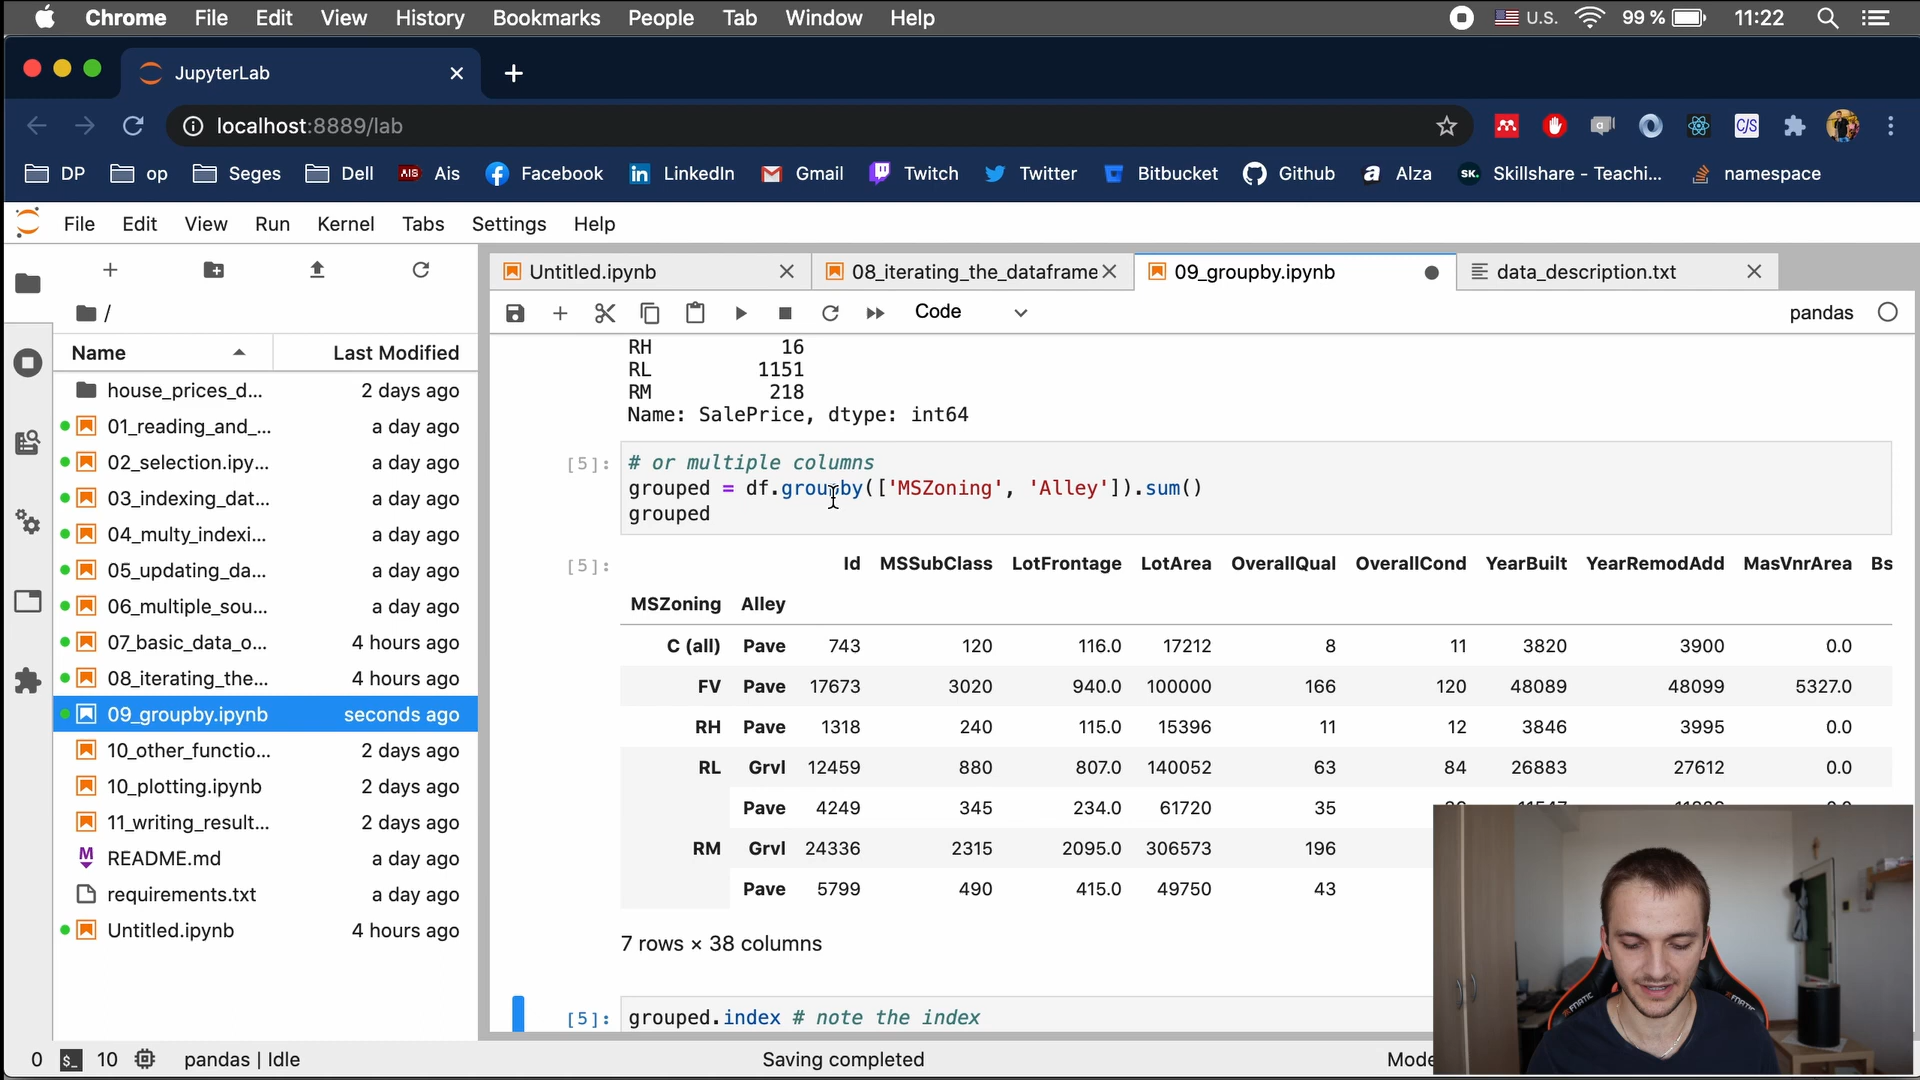 Chrome File Edit View History Bookmarks People Tab Window Help U.S. 99 % 11:22
JupyterLab
localhost:8889/lab
DP op Seges Dell Ais Facebook LinkedIn Gmail Twitch Twitter Bitbucket Github Alza Skillshare - Teachi... namespace
File Edit View Run Kernel Tabs Settings Help
Untitled.ipynb 08_iterating_the_dataframe 09_groupby.ipynb data_description.txt
Code pandas
/
Name Last Modified
house_prices_d... 2 days ago
01_reading_and_... a day ago
02_selection.ipy... a day ago
03_indexing_dat... a day ago
04_multy_indexi... a day ago
05_updating_da... a day ago
06_multiple_sou... a day ago
07_basic_data_o... 4 hours ago
08_iterating_the... 4 hours ago
09_groupby.ipynb seconds ago
10_other_functio... 2 days ago
10_plotting.ipynb 2 days ago
11_writing_result... 2 days ago
README.md a day ago
requirements.txt a day ago
Untitled.ipynb 4 hours ago
RH 16
RL 1151
RM 218
Name: SalePrice, dtype: int64
[5]: # or multiple columns
grouped = df.groupby(['MSZoning', 'Alley']).sum()
grouped
[5]: Id MSSubClass LotFrontage LotArea OverallQual OverallCond YearBuilt YearRemodAdd MasVnrArea Bs
MSZoning Alley
C (all) Pave 743 120 116.0 17212 8 11 3820 3900 0.0
FV Pave 17673 3020 940.0 100000 166 120 48089 48099 5327.0
RH Pave 1318 240 115.0 15396 11 12 3846 3995 0.0
RL Grvl 12459 880 807.0 140052 63 84 26883 27612 0.0
Pave 4249 345 234.0 61720 35
RM Grvl 24336 2315 2095.0 306573 196
Pave 5799 490 415.0 49750 43
7 rows × 38 columns
[5]: grouped.index # note the index
0 10 pandas | Idle Saving completed Mode